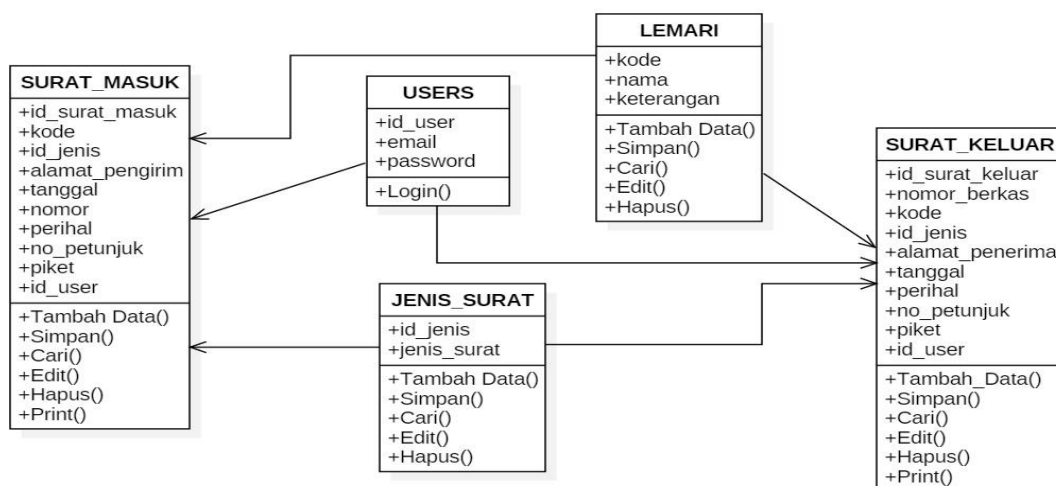 SURAT_MASUK
+id_surat_masuk
+kode
+id_jenis
+alamat_pengirim
+tanggal
+nomor
+perihal
+no_petunjuk
+piket
+id_user
+Tambah Data()
+Simpan()
+Cari()
+Edit()
+Hapus()
+Print()
USERS
+id_user
+email
+password
+Login()
LEMARI
+kode
+nama
+keterangan
+Tambah Data()
+Simpan()
+Cari()
+Edit()
+Hapus()
JENIS_SURAT
+id_jenis
+jenis_surat
+Tambah Data()
+Simpan()
+Cari()
+Edit()
+Hapus()
SURAT_KELUAR
+id_surat_keluar
+nomor_berkas
+kode
+id_jenis
+alamat_penerima
+tanggal
+perihal
+no_petunjuk
+piket
+id_user
+Tambah_Data()
+Simpan()
+Cari()
+Edit()
+Hapus()
+Print()